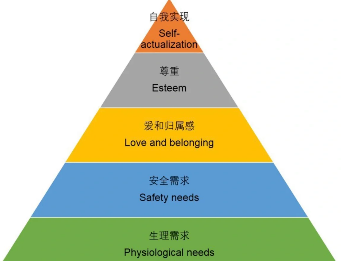 自我实现
Self-
actualization
尊重
Esteem
爱和归属感
Love and belonging
安全需求
Safety needs
生理需求
Physiological needs